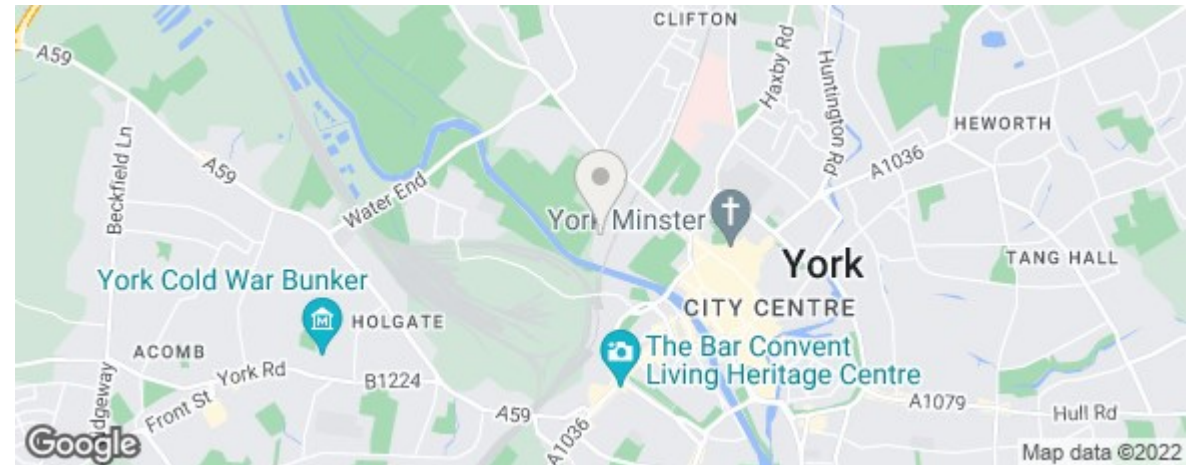 CLIFTON
A59
Haxby Rd
Huntington Rd
HEWORTH
A1036
Beckfield Ln
A59
Water End
York Minster
York
TANG HALL
York Cold War Bunker
HOLGATE
CITY CENTRE
ACOMB
York Rd
B1224
The Bar Convent
Living Heritage Centre
Front St
A59
A1036
A1079
Hull Rd
Google
Map data ©2022